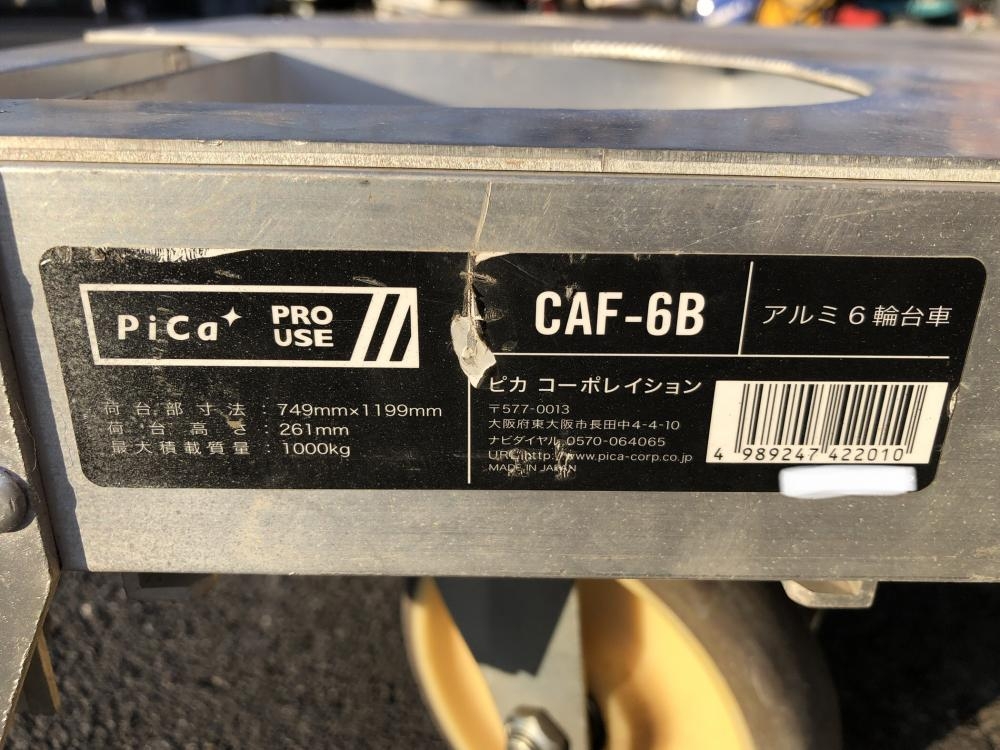 PiCa PRO USE
荷台部寸法：749mm×1199mm
荷台高さ：261mm
最大積載質量：1000kg
CAF-6B
アルミ6輪台車
ピカ コーポレイション
〒577-0013
大阪府東大阪市長田中4-4-10
ナビダイヤル 0570-064065
URL http://www.pica-corp.co.jp
MADE IN JAPAN
4 989247 422010